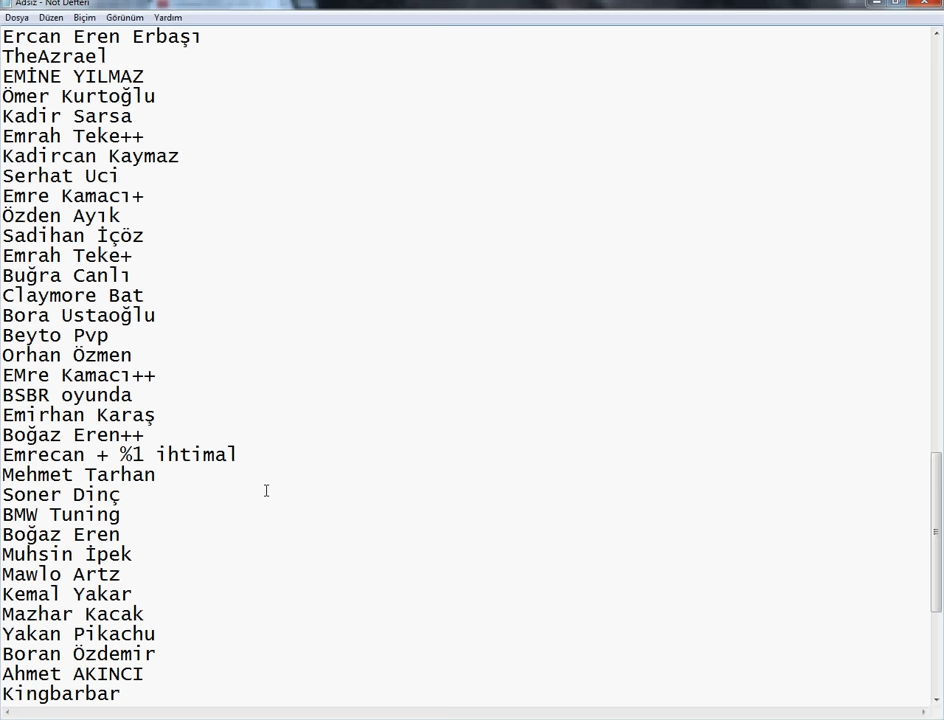 Adsız - Not Defteri
Dosya Düzen Biçim Görünüm Yardım
Ercan Eren Erbaşı
TheAzrael
EMİNE YILMAZ
Ömer Kurtoğlu
Kadir Sarsa
Emrah Teke++
Kadircan Kaymaz
Serhat Uci
Emre Kamacı+
Özden Ayık
Sadihan İçöz
Emrah Teke+
Buğra Canlı
Claymore Bat
Bora Ustaoğlu
Beyto Pvp
Orhan Özmen
EMre Kamacı++
BSBR oyunda
Emirhan Karaş
Boğaz Eren++
Emrecan + %1 ihtimal
Mehmet Tarhan
Soner Dinç
BMW Tuning
Boğaz Eren
Muhsin İpek
Mawlo Artz
Kemal Yakar
Mazhar Kacak
Yakan Pikachu
Boran Özdemir
Ahmet AKINCI
Kingbarbar